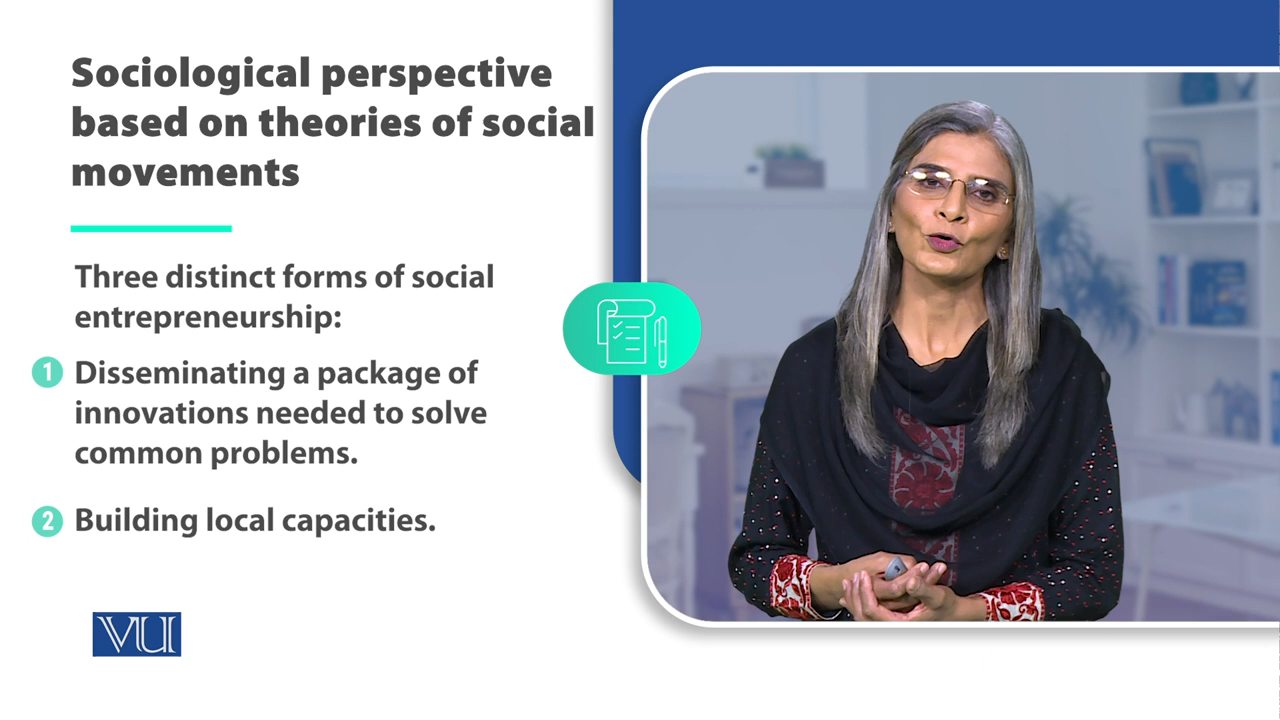 Sociological perspective
based on theories of social
movements
Three distinct forms of social
entrepreneurship:
1 Disseminating a package of
innovations needed to solve
common problems.
2 Building local capacities.
VU